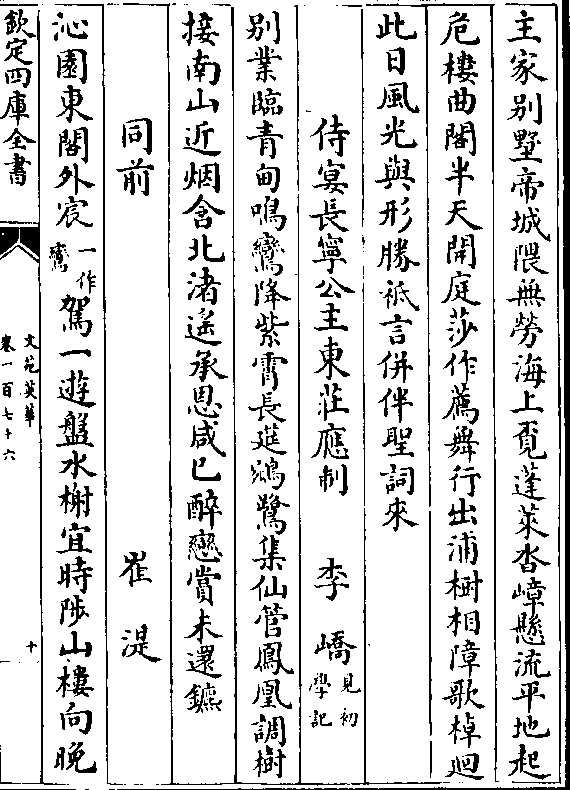 主家别墅帝城隈無勞海上覓蓬萊沓嶂懸流平地起
危樓曲閣半天開庭莎作薦舞行出浦樹相障歌棹迴
此日風光與形勝祗言併伴聖詞來
侍宴長寧公主東莊應制 李嶠見初學記
别業臨青甸鳴鸞降紫霄長莚鵷鷺集仙管鳳凰調樹
接南山近烟含北渚遙承恩咸已醉戀賞未還鑣
同前 崔湜
沁園東閣外宸一作鸞駕一遊盤水榭宜時陟山樓向晚
欽定四庫全書
文苑英華
卷一百七十六
十